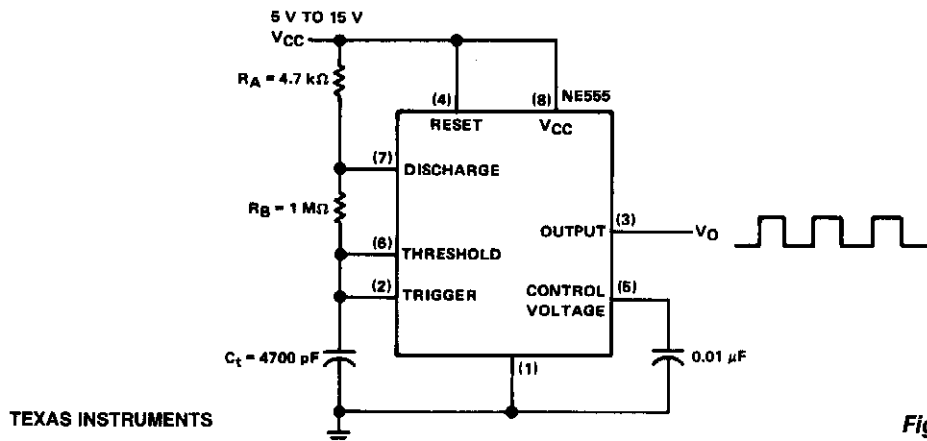 5 V TO 15 V
VCC
RA = 4.7 kΩ
(4)
(8)
NE555
RESET
VCC
(7)
DISCHARGE
RB = 1 MΩ
(3)
OUTPUT
VO
(6)
THRESHOLD
(2)
TRIGGER
CONTROL
VOLTAGE
(5)
Ct = 4700 pF
0.01 μF
(1)
TEXAS INSTRUMENTS
Fig